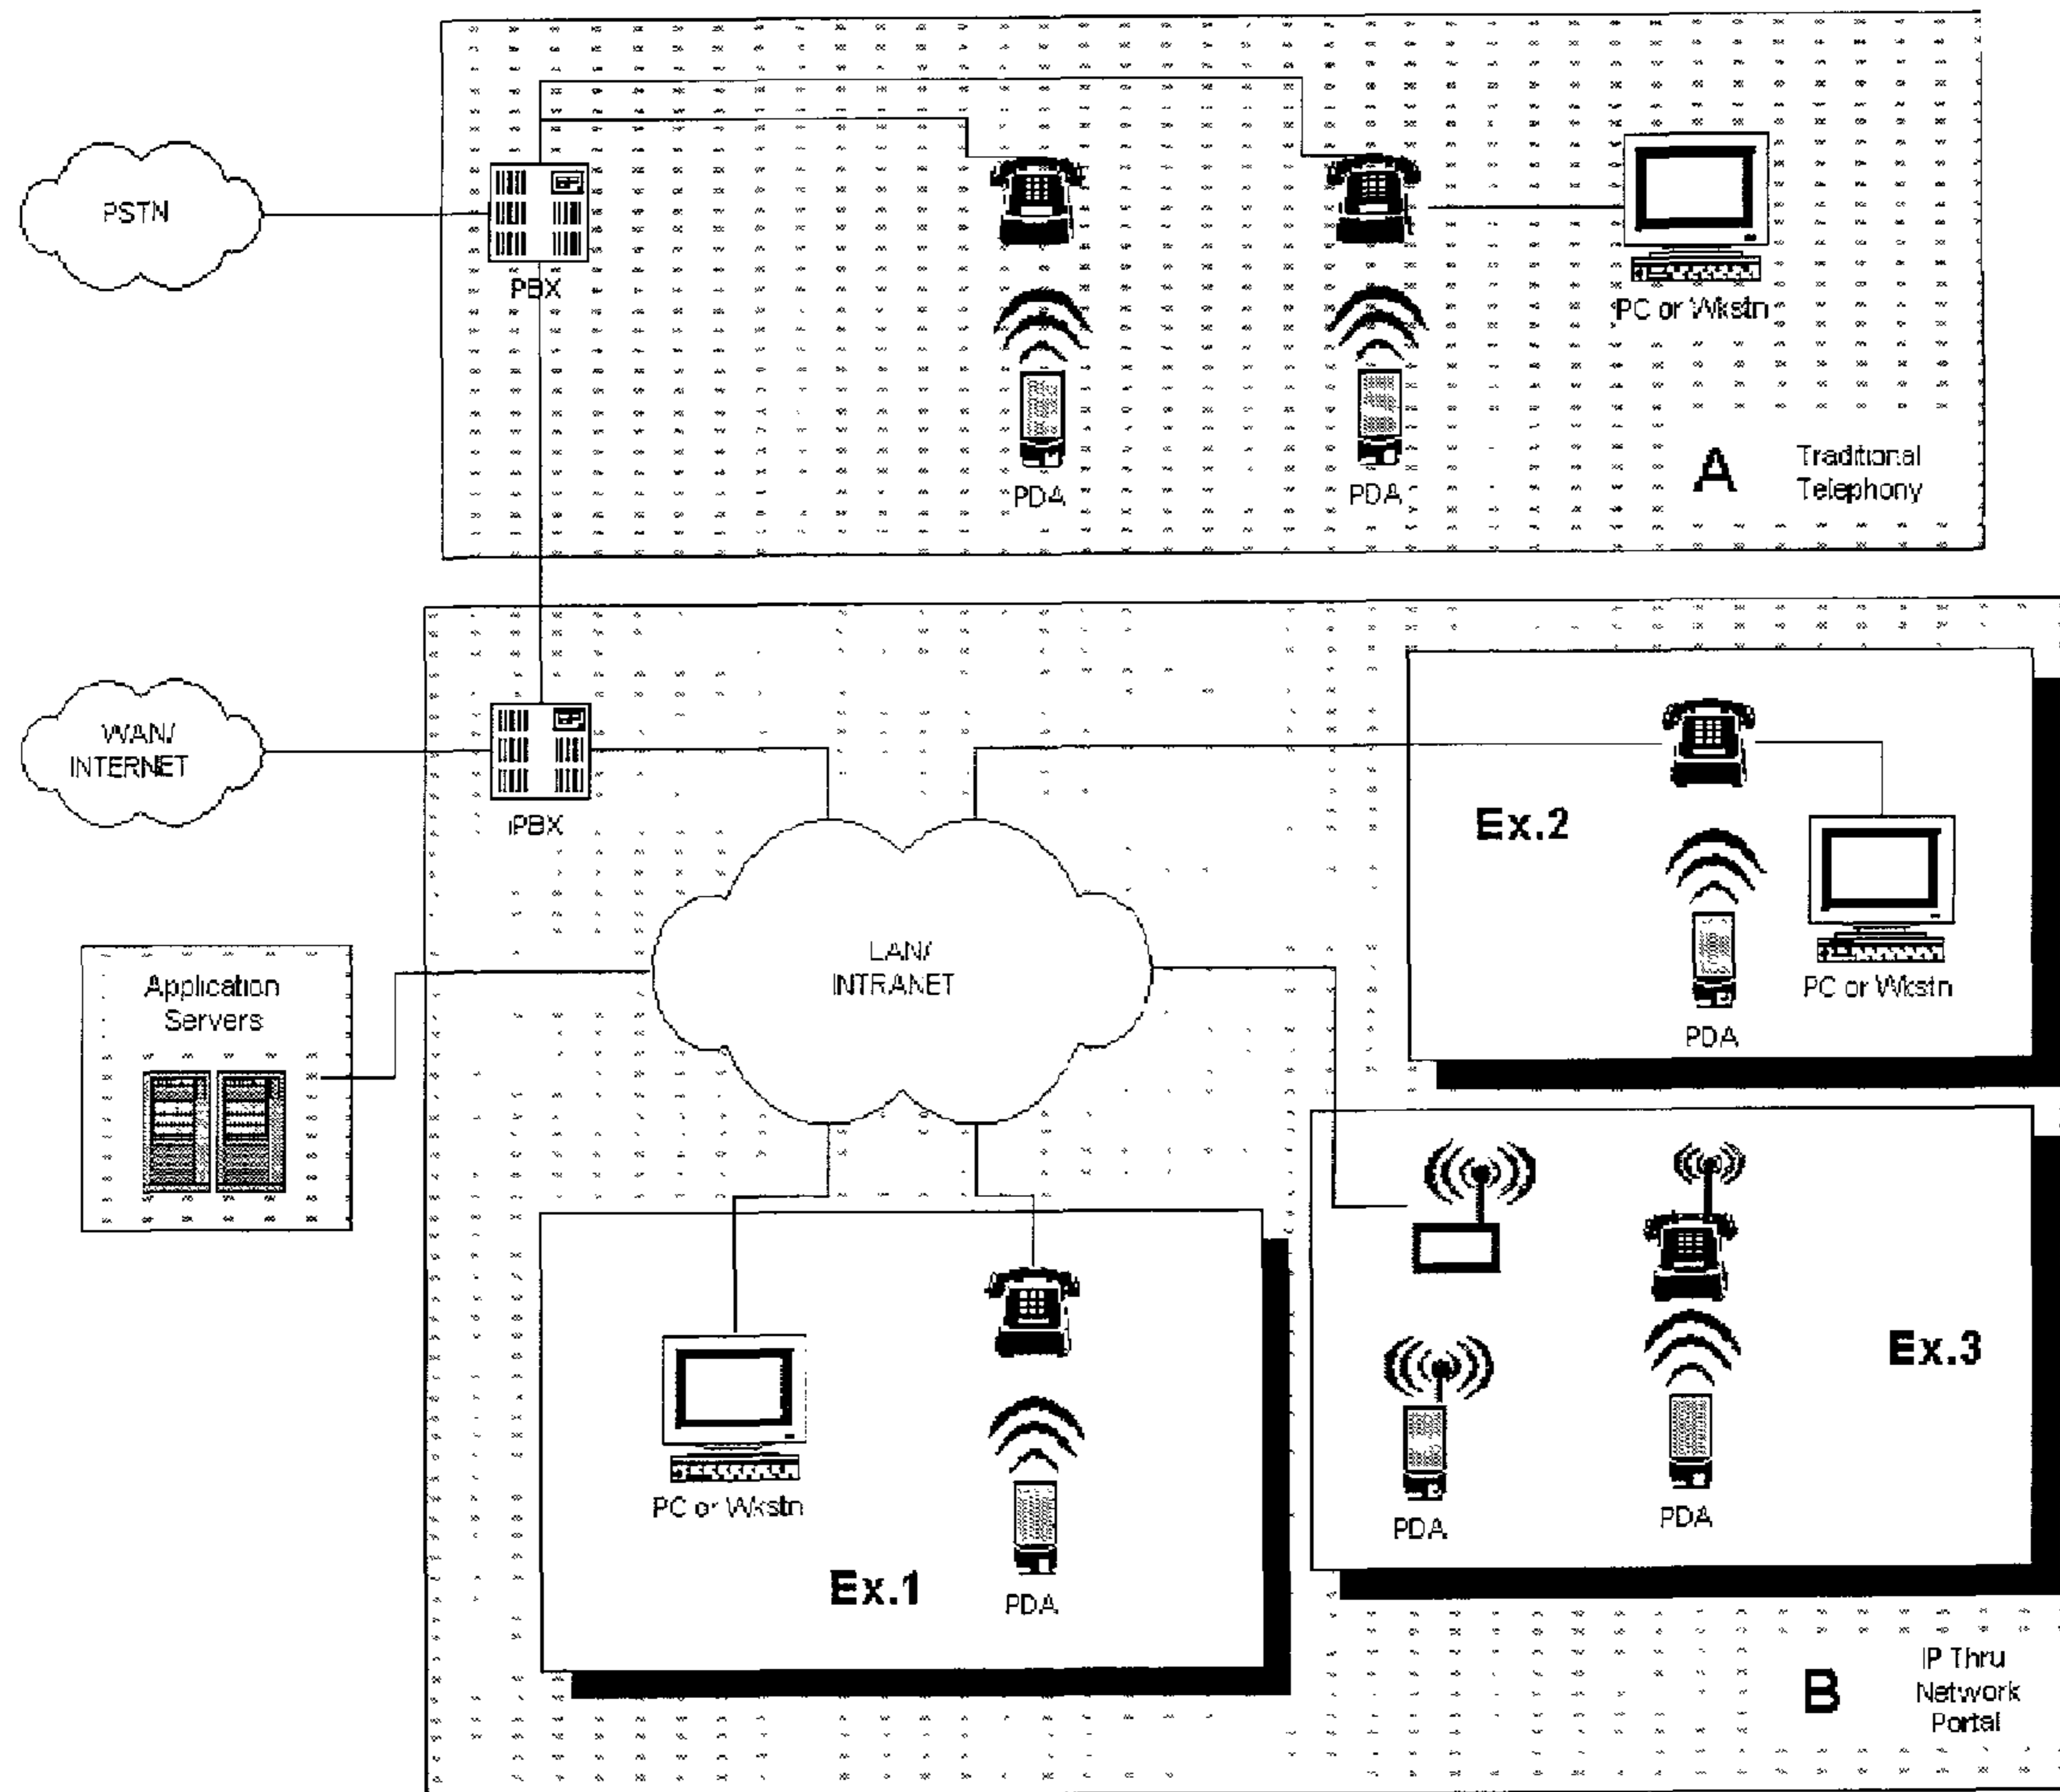 PSTN
PBX
PC or Wkstn
PDA
PDA
A
Traditional
Telephony
WAN/
INTERNET
iPBX
Ex.2
PC or Wkstn
PDA
LAN/
INTRANET
Application
Servers
Ex.3
PDA
PDA
PC or Wkstn
Ex.1
PDA
B
IP Thru
Network
Portal